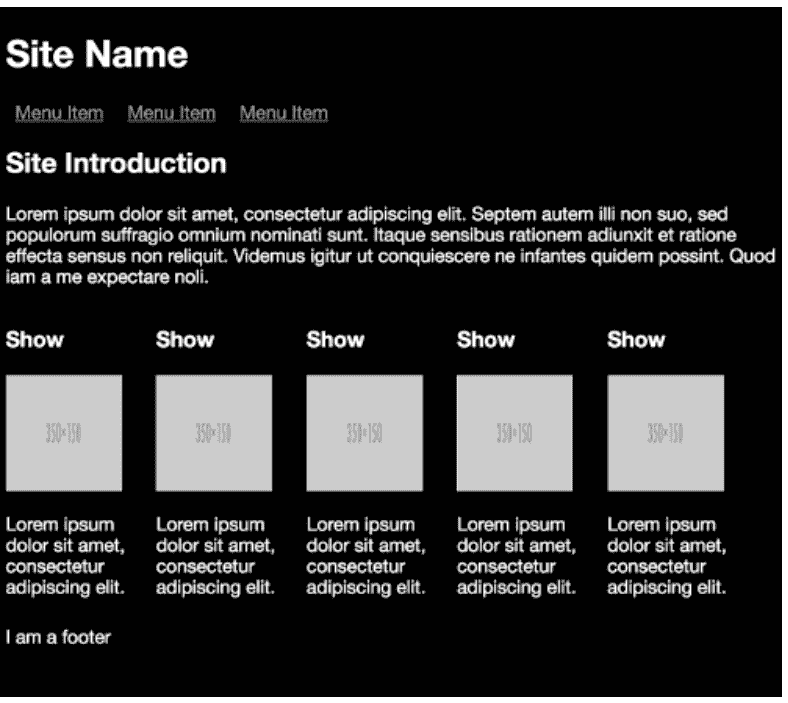 Site Name
Menu Item Menu Item Menu Item
Site Introduction
Lorem ipsum dolor sit amet, consectetur adipiscing elit. Septem autem illi non suo, sed
populorum suffragio omnium nominati sunt. Itaque sensibus rationem adiunxit et ratione
effecta sensus non reliquit. Videmus igitur ut conquiescere ne infantes quidem possint. Quod
iam a me expectare noli.
Show Show Show Show Show
350×150 350×150 350×150 350×150 350×150
Lorem ipsum Lorem ipsum Lorem ipsum Lorem ipsum Lorem ipsum
dolor sit amet, dolor sit amet, dolor sit amet, dolor sit amet, dolor sit amet,
consectetur consectetur consectetur consectetur consectetur
adipiscing elit. adipiscing elit. adipiscing elit. adipiscing elit. adipiscing elit.
I am a footer